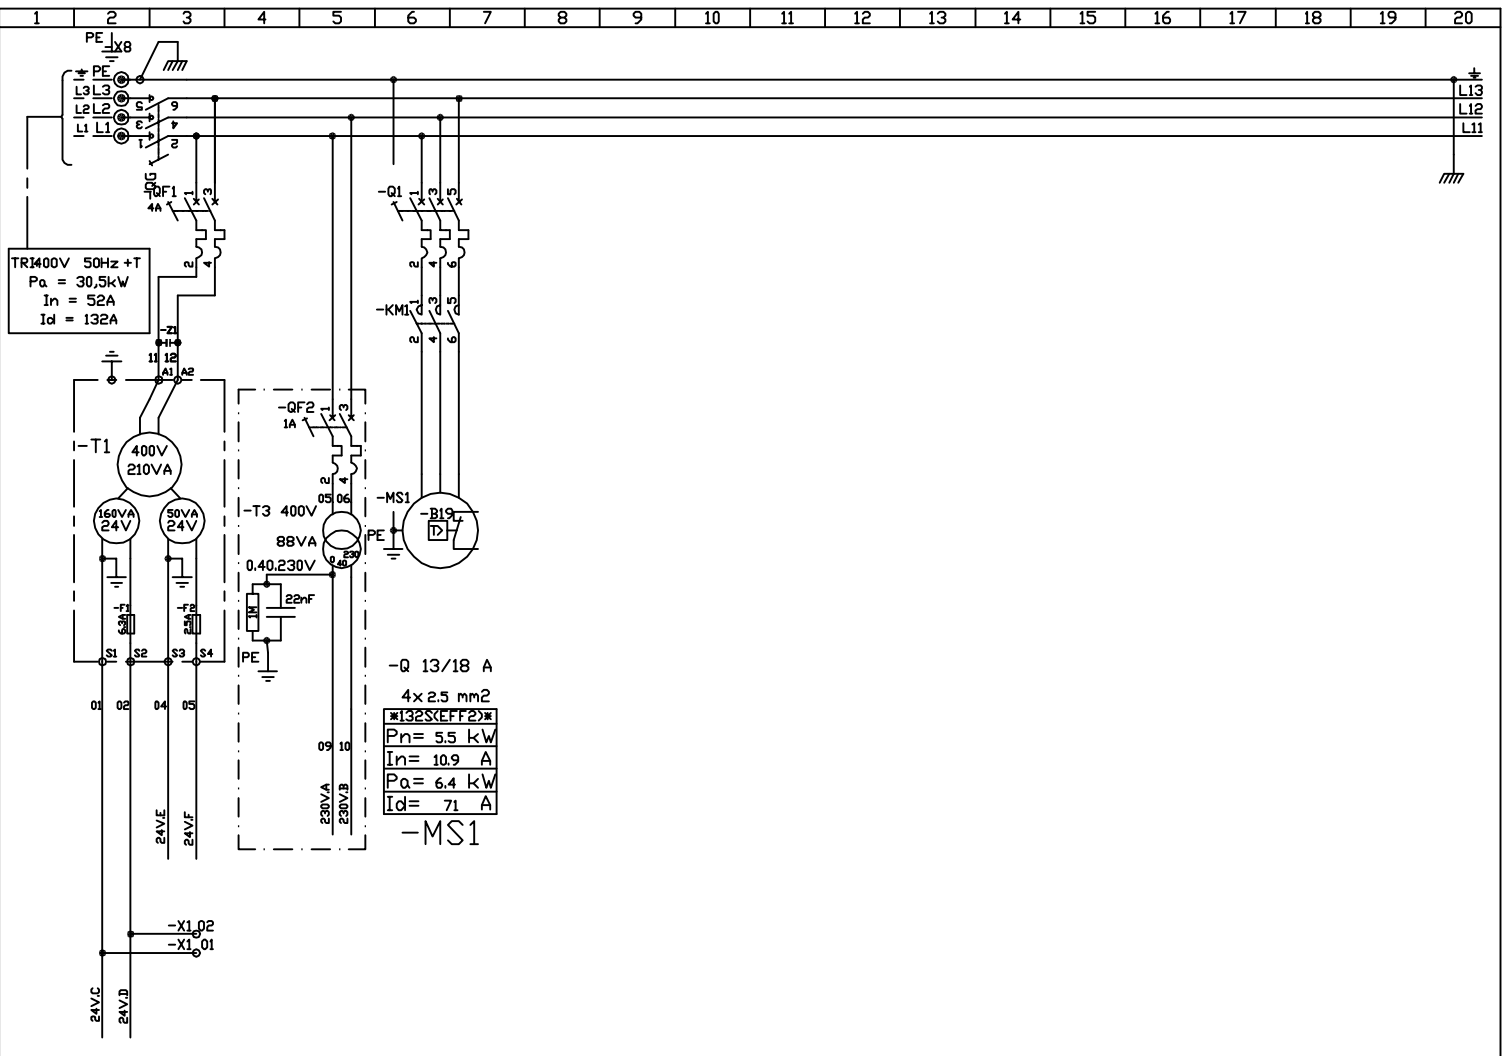 1 2 3 4 5 6 7 8 9 10 11 12 13 14 15 16 17 18 19 20
PE -X8
PE
L3 L3 5 6 L13
L2 L2 3 4 L12
L1 L1 1 2 L11
-QG
-QF1 1 3
4A
2 4
-Q1 1 3 5
2 4 6
TRI400V 50Hz +T
Pa = 30,5kW
In = 52A
Id = 132A
-KM1 1 3 5
2 4 6
-Z1
11 12
A1 A2
-QF2 1 3
1A
2 4
-T1
400V
210VA
160VA
24V
50VA
24V
05 06
-T3 400V
88VA
0.40.230V
0 40 230
-MS1
-B19
T>
PE
22nF
1M
PE
-F1
6.3A
-F2
2.5A
S1 S2 S3 S4
01 02 04 05
-Q 13/18 A
4x 2.5 mm2
*132S(EFF2)*
Pn= 5.5 kW
In= 10.9 A
Pa= 6.4 kW
Id= 71 A
-MS1
09 10
230V.A 230V.B
24V.E 24V.F
-X1 02
-X1 01
24V.C 24V.D